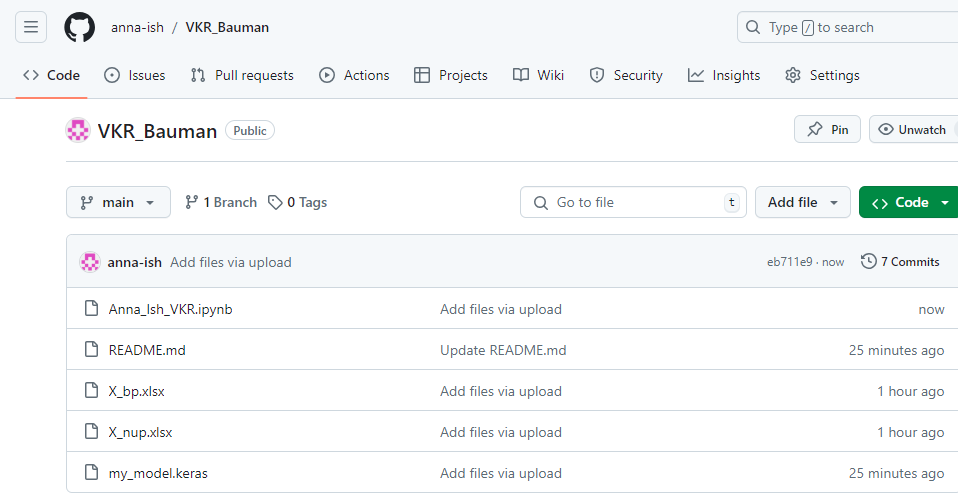 anna-ish / VKR_Bauman
Type / to search
Code Issues Pull requests Actions Projects Wiki Security Insights Settings
VKR_Bauman Public
Pin Unwatch
main 1 Branch 0 Tags
Go to file t
Add file Code
anna-ish Add files via upload eb711e9 · now 7 Commits
Anna_Ish_VKR.ipynb Add files via upload now
README.md Update README.md 25 minutes ago
X_bp.xlsx Add files via upload 1 hour ago
X_nup.xlsx Add files via upload 1 hour ago
my_model.keras Add files via upload 25 minutes ago